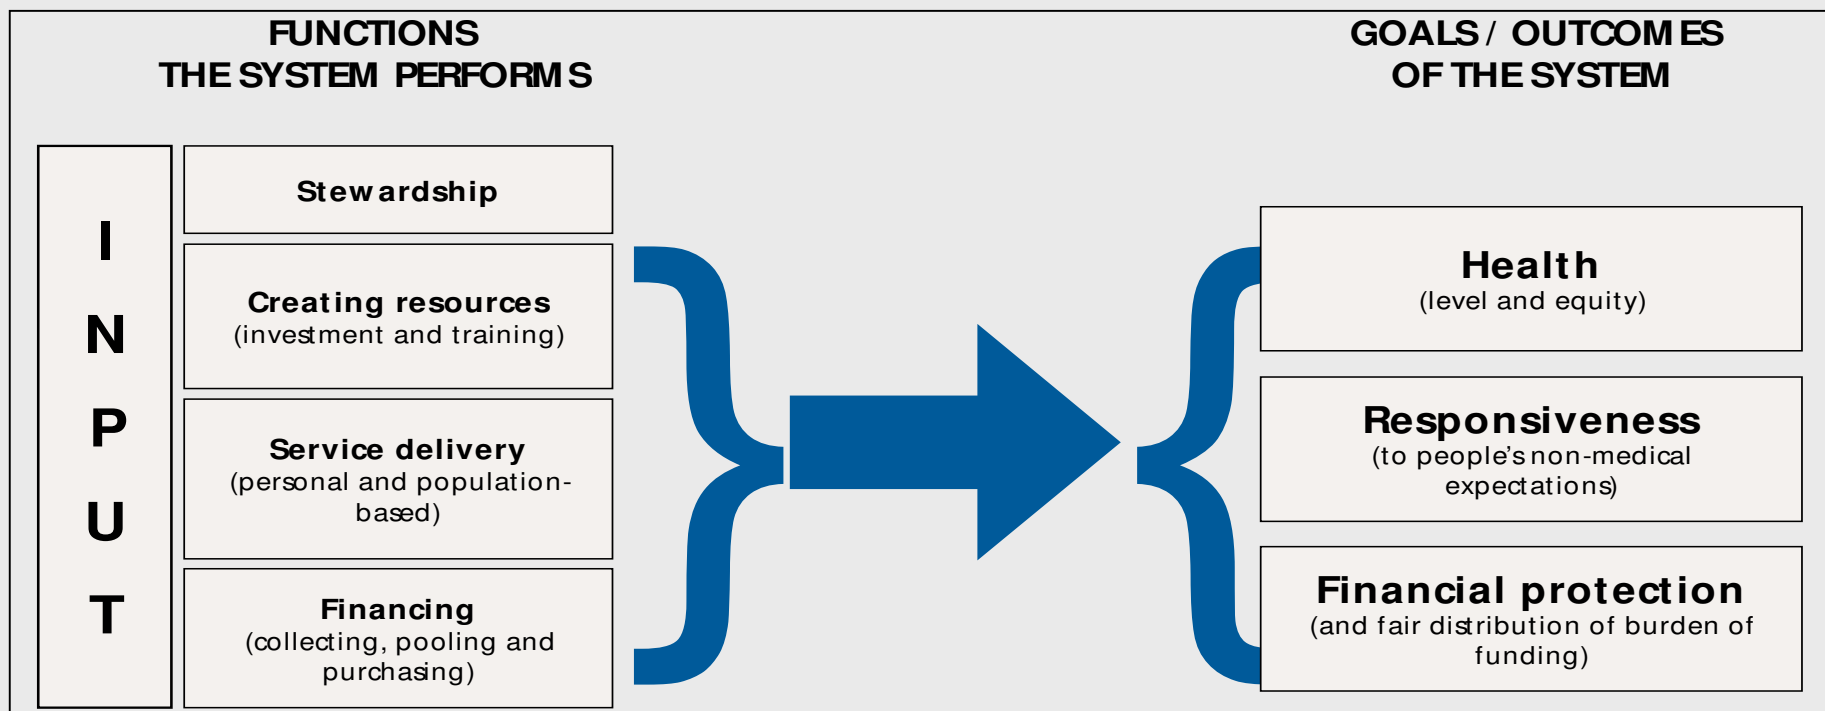 FUNCTIONS
THE SYSTEM PERFORMS
GOALS / OUTCOMES
OF THE SYSTEM
I
N
P
U
T
Stewardship
Creating resources
(investment and training)
Service delivery
(personal and population-
based)
Financing
(collecting, pooling and
purchasing)
Health
(level and equity)
Responsiveness
(to people’s non-medical
expectations)
Financial protection
(and fair distribution of burden of
funding)